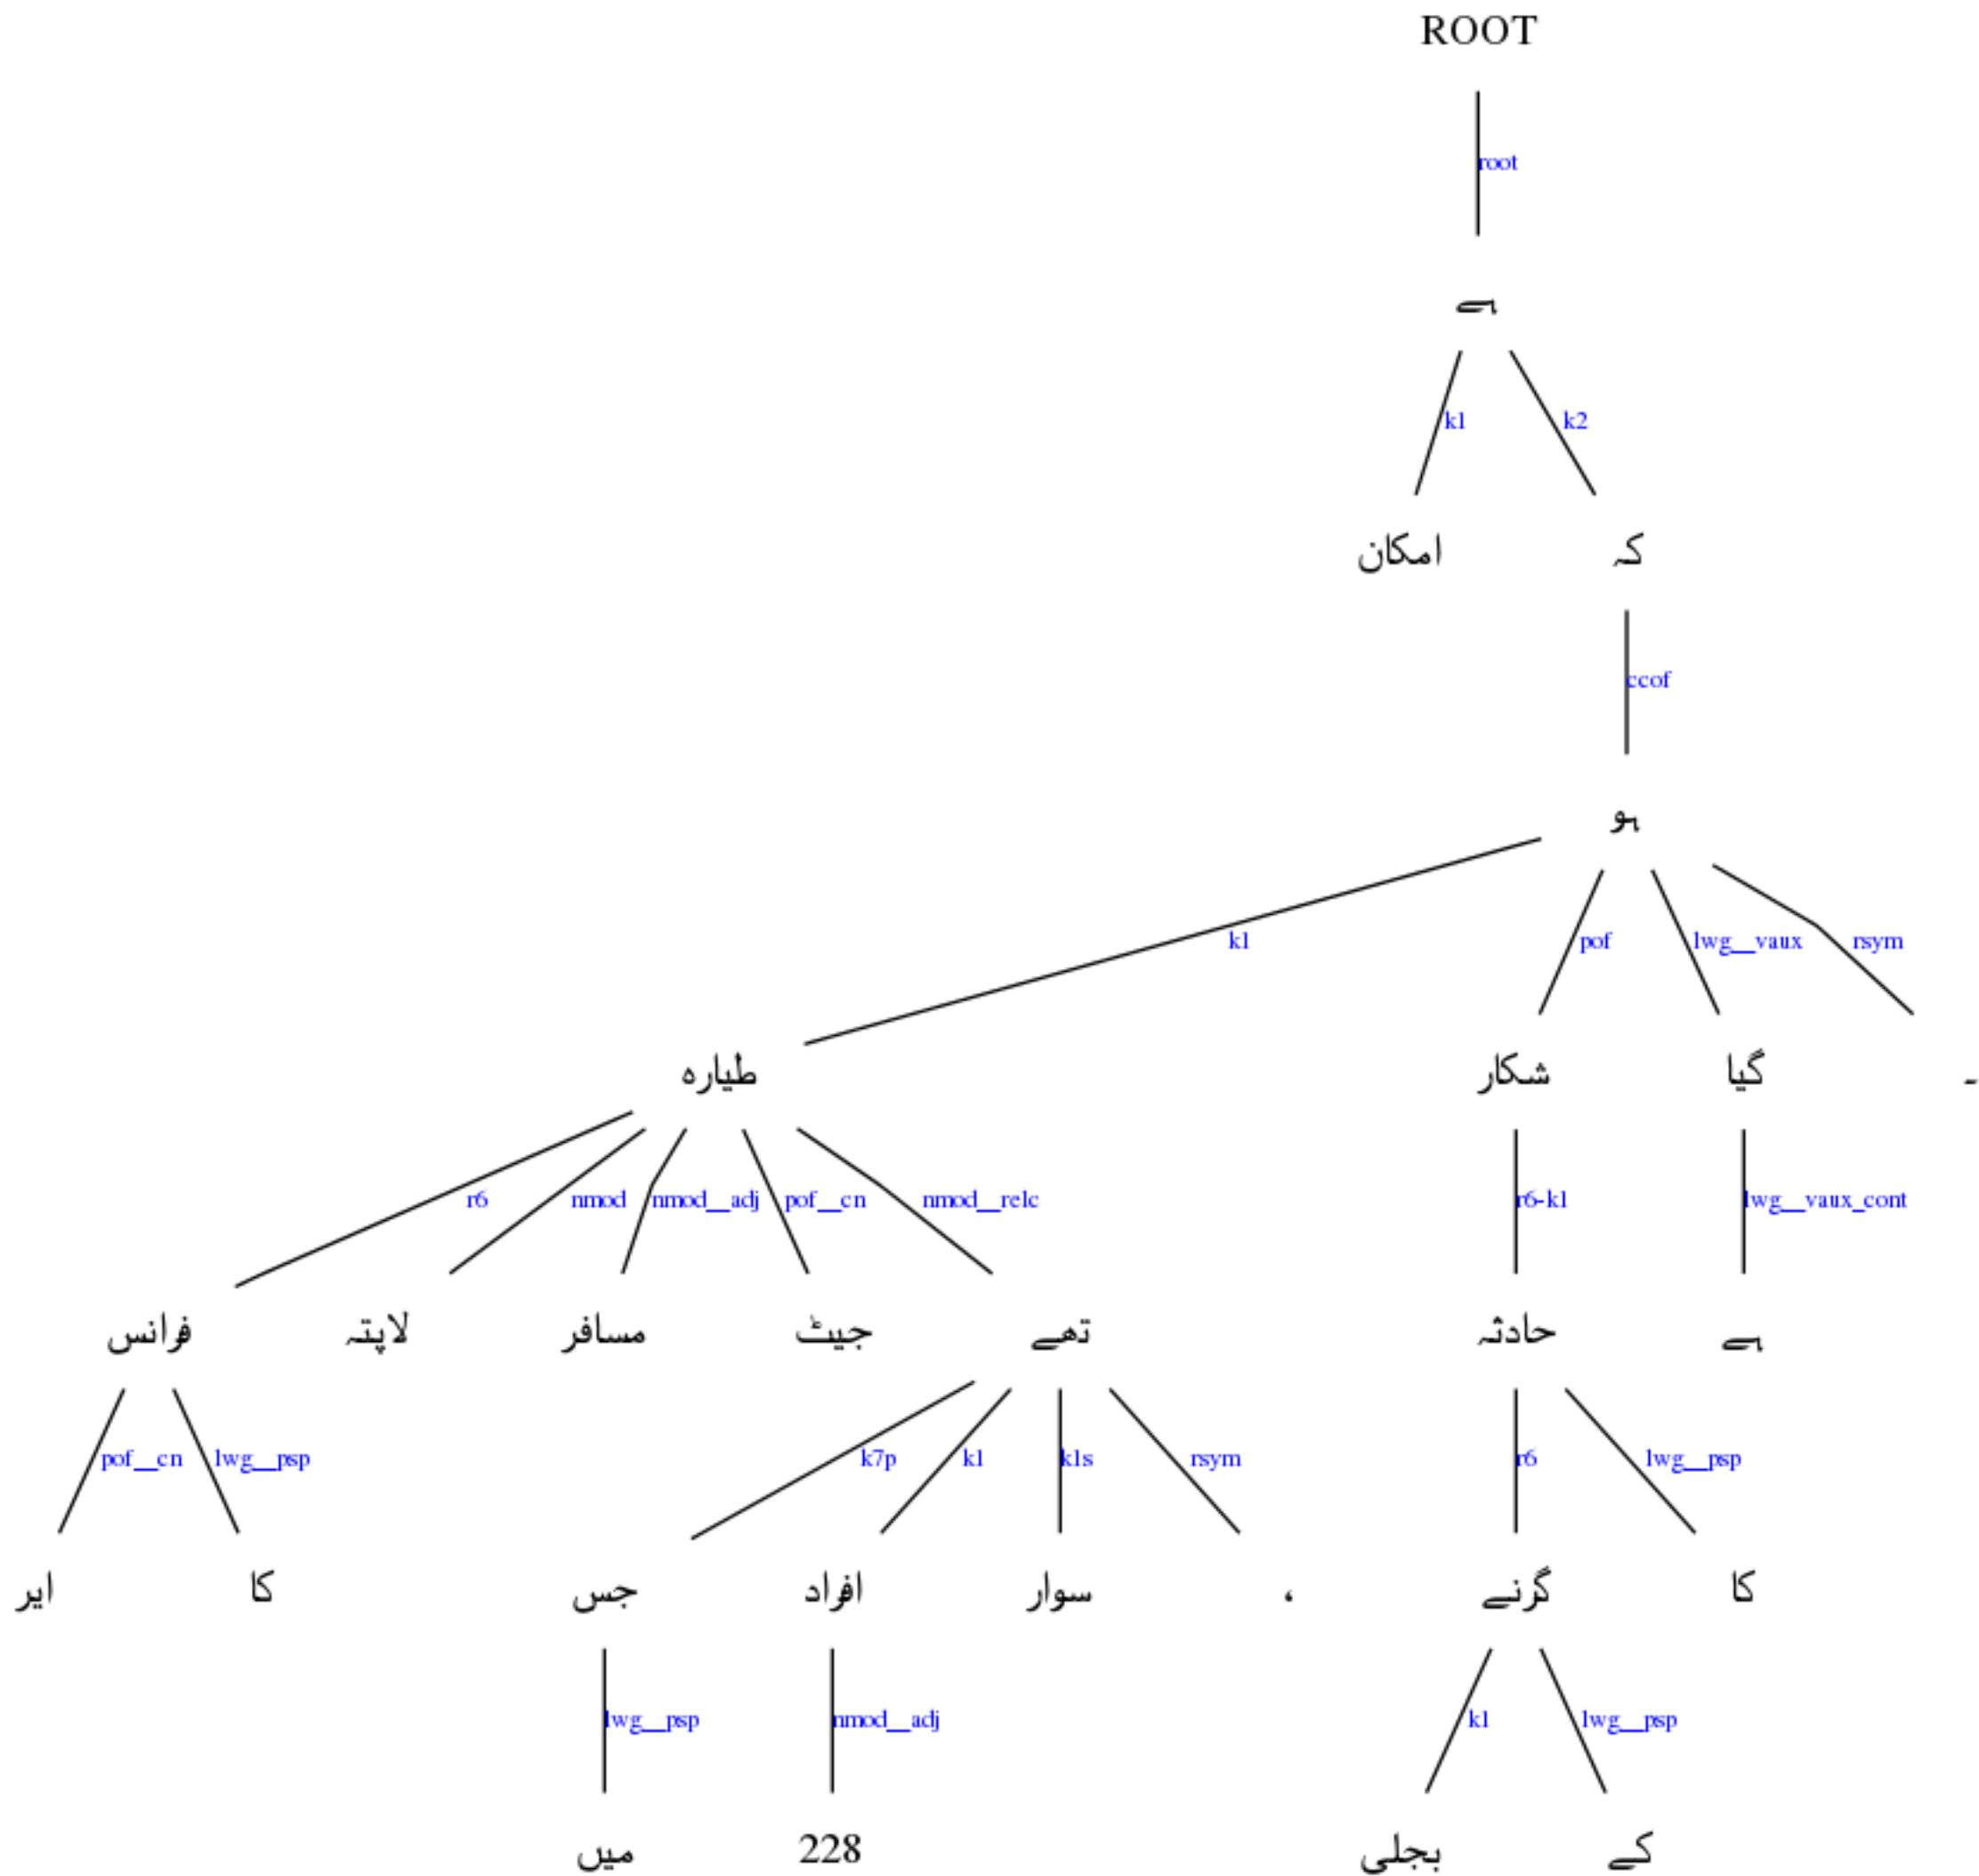 ROOT
root
ہے
k1 k2
امکان کہ
ccof
ہو
k1 pof lwg__vaux rsym
طیارہ شکار گیا ۔
r6 nmod nmod__adj pof__cn nmod__relc r6-k1 lwg__vaux_cont
فرانس لاپتہ مسافر جیٹ تھے حادثہ ہے
pof__cn lwg__psp k7p k1 k1s rsym r6 lwg__psp
ایر کا جس افراد سوار ، گرنے کا
lwg__psp nmod__adj k1 lwg__psp
میں 228 بجلی کے